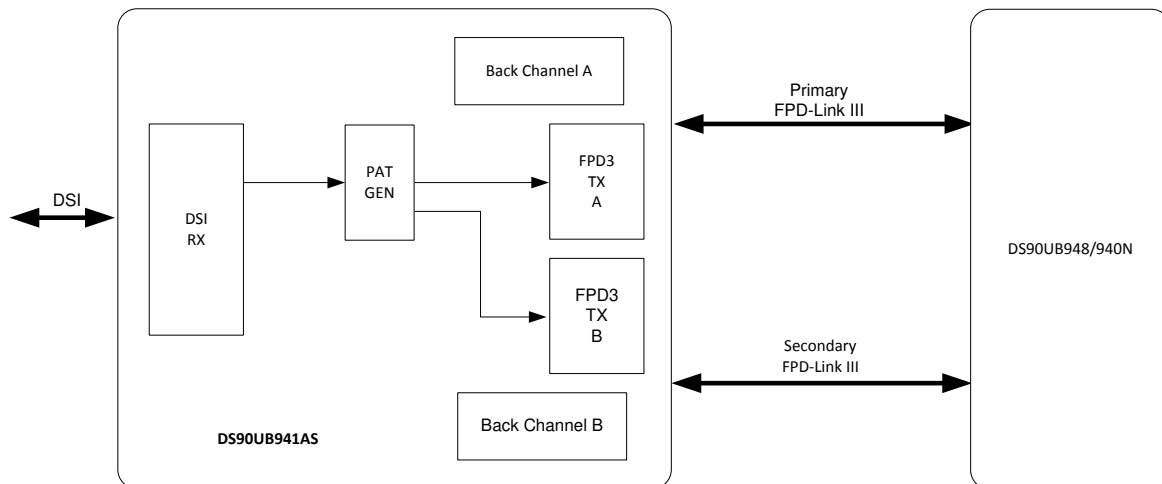 Back Channel A
Primary
FPD-Link III
FPD3
TX
A
PAT
GEN
DSI
DSI
RX
DS90UB948/940N
FPD3
TX
B
Secondary
FPD-Link III
Back Channel B
DS90UB941AS